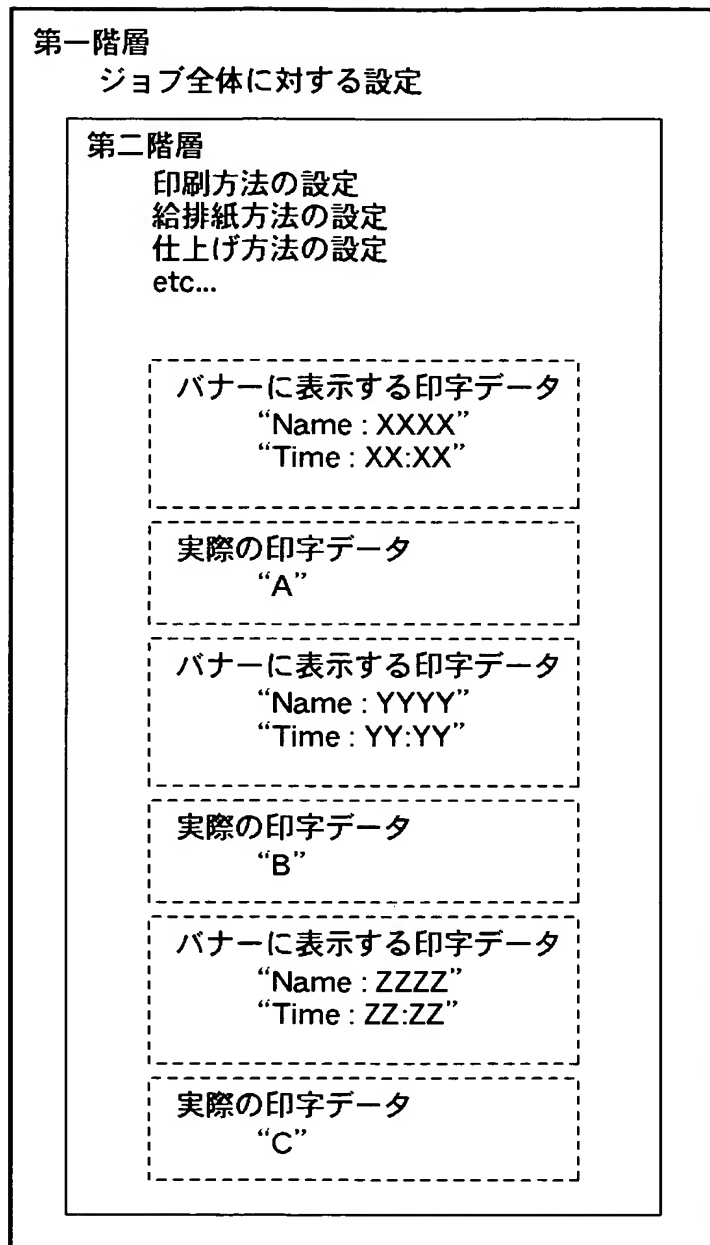 第一階層
ジョブ全体に対する設定
第二階層
印刷方法の設定
給排紙方法の設定
仕上げ方法の設定
etc...
バナーに表示する印字データ
“Name : XXXX”
“Time : XX:XX”
実際の印字データ
“A”
バナーに表示する印字データ
“Name : YYYY”
“Time : YY:YY”
実際の印字データ
“B”
バナーに表示する印字データ
“Name : ZZZZ”
“Time : ZZ:ZZ”
実際の印字データ
“C”